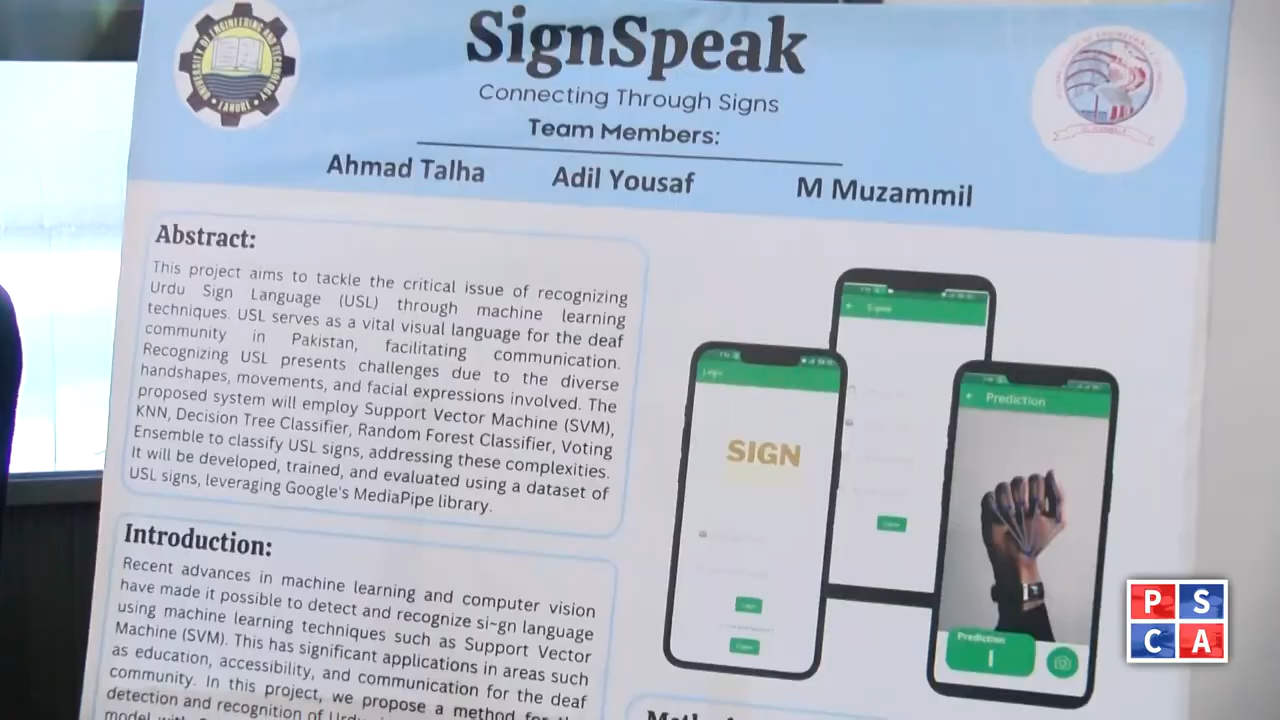 SignSpeak
Connecting Through Signs
Team Members:
Ahmad Talha Adil Yousaf M Muzammil
UNIVERSITY OF ENGINEERING AND TECHNOLOGY
LAHORE
Abstract:
This project aims to tackle the critical issue of recognizing
Urdu Sign Language (USL) through machine learning
techniques. USL serves as a vital visual language for the deaf
community in Pakistan, facilitating communication.
Recognizing USL presents challenges due to the diverse
handshapes, movements, and facial expressions involved. The
proposed system will employ Support Vector Machine (SVM),
KNN, Decision Tree Classifier, Random Forest Classifier, Voting
Ensemble to classify USL signs, addressing these complexities.
It will be developed, trained, and evaluated using a dataset of
USL signs, leveraging Google's MediaPipe library.
Introduction:
Recent advances in machine learning and computer vision
have made it possible to detect and recognize si-gn language
using machine learning techniques such as Support Vector
Machine (SVM). This has significant applications in areas such
as education, accessibility, and communication for the deaf
community. In this project, we propose a method for
detection and recognition of
Login
SIGN
Prediction
Prediction
P S
C A